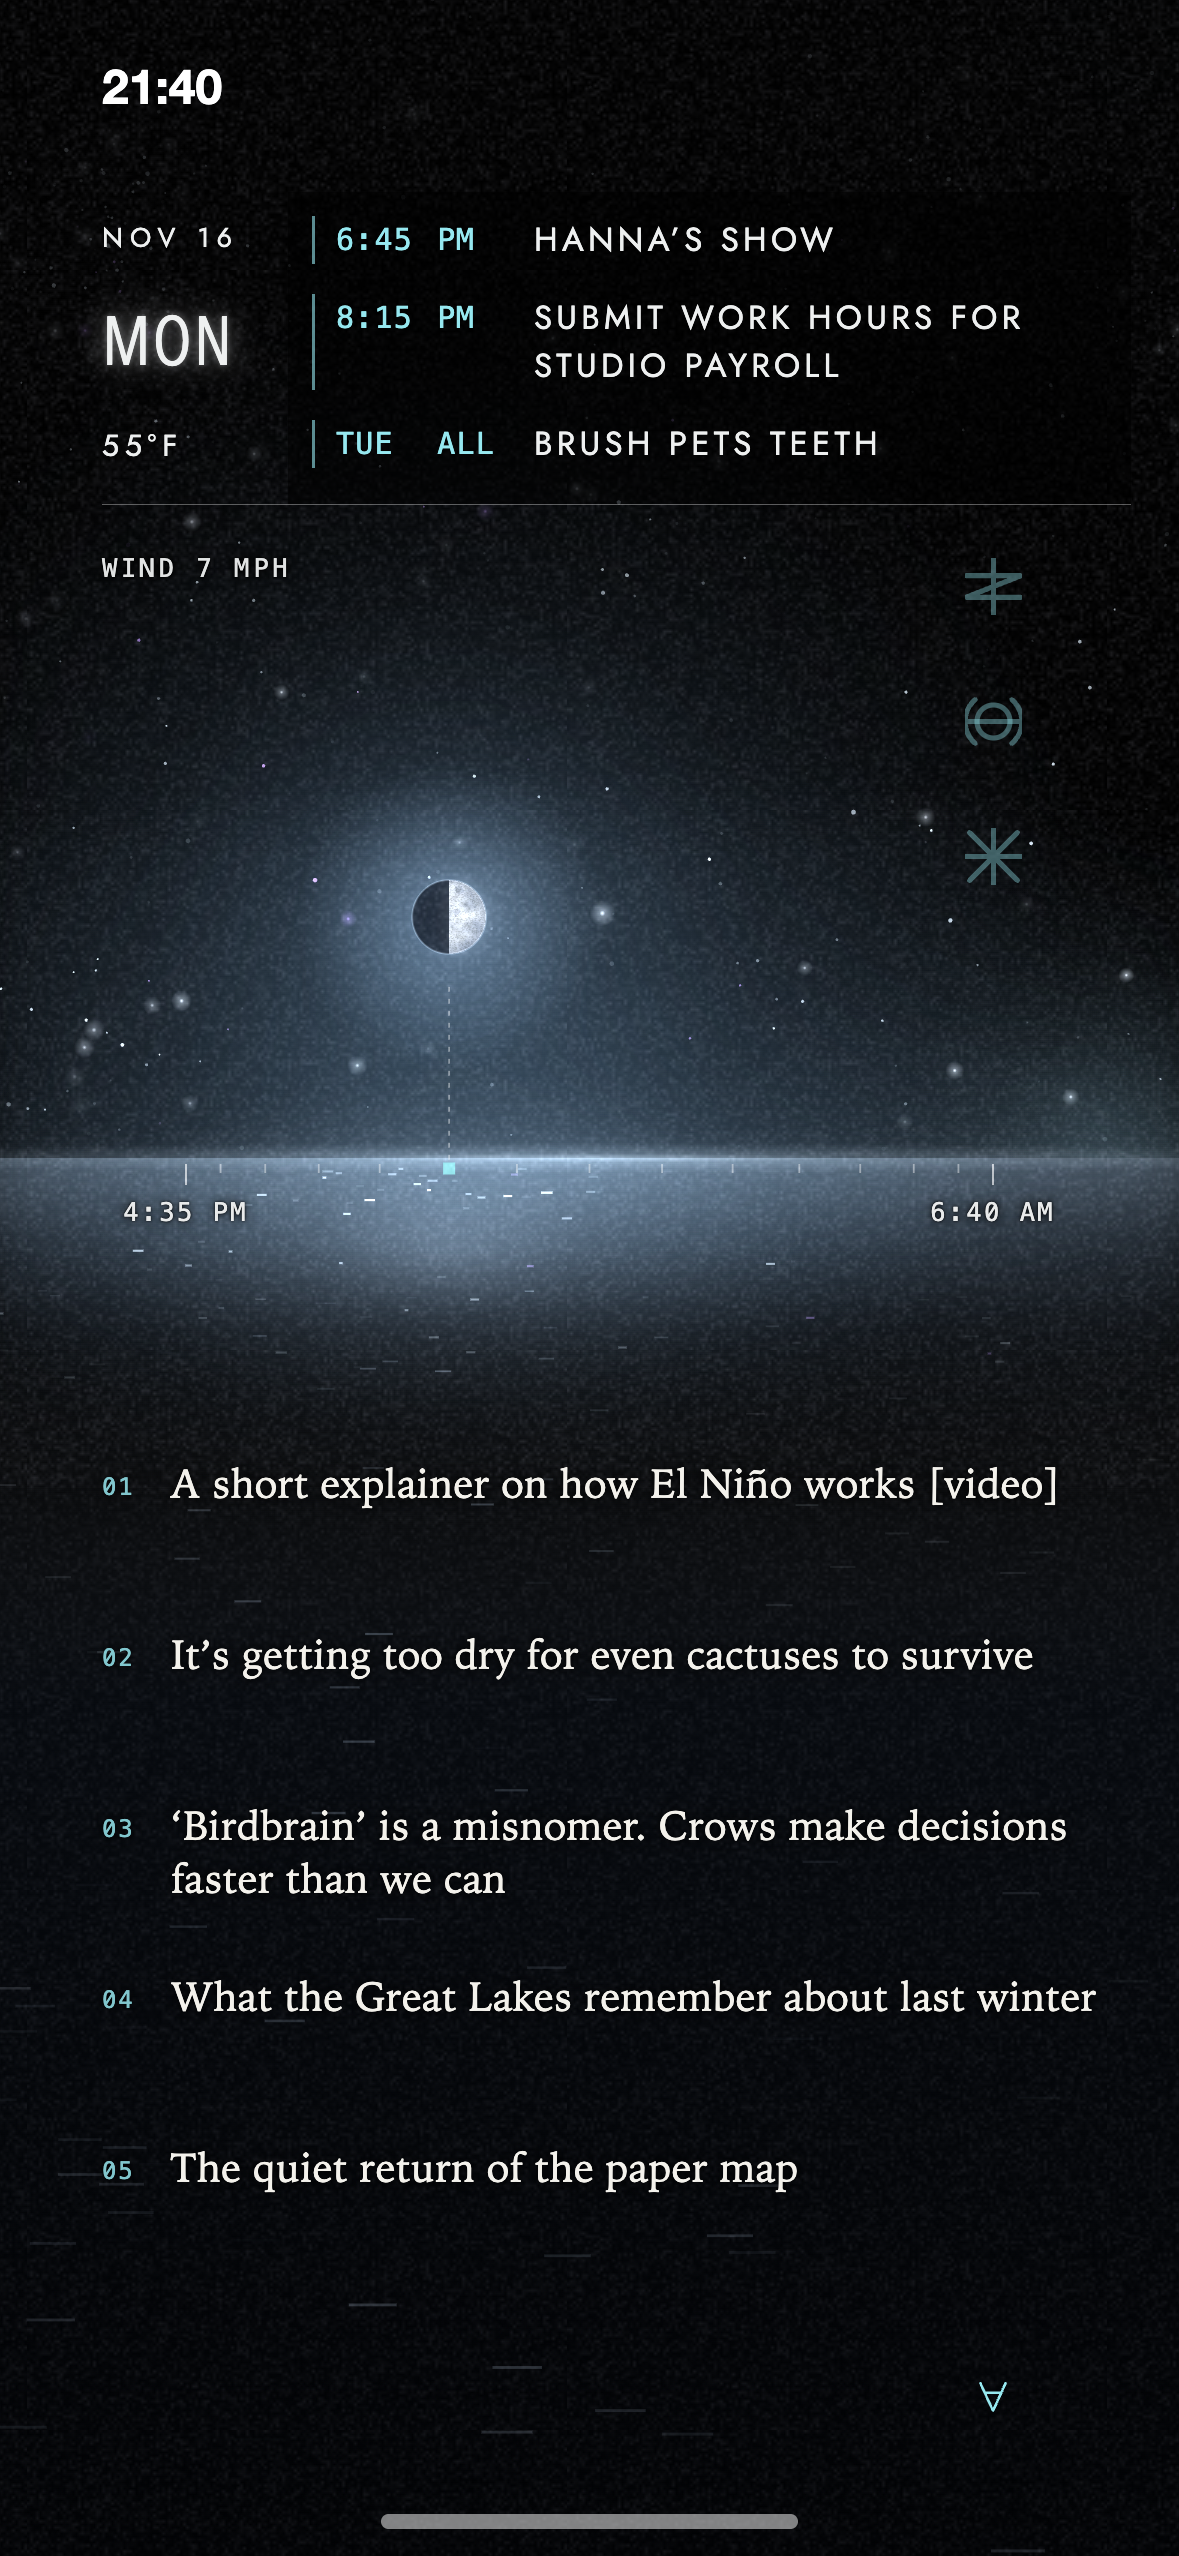 21:40
NOV 16
MON
55°F
6:45 PM HANNA’S SHOW
8:15 PM SUBMIT WORK HOURS FOR
STUDIO PAYROLL
TUE ALL BRUSH PETS TEETH
WIND 7 MPH
4:35 PM
6:40 AM
01 A short explainer on how El Niño works [video]
02 It’s getting too dry for even cactuses to survive
03 ‘Birdbrain’ is a misnomer. Crows make decisions
faster than we can
04 What the Great Lakes remember about last winter
05 The quiet return of the paper map